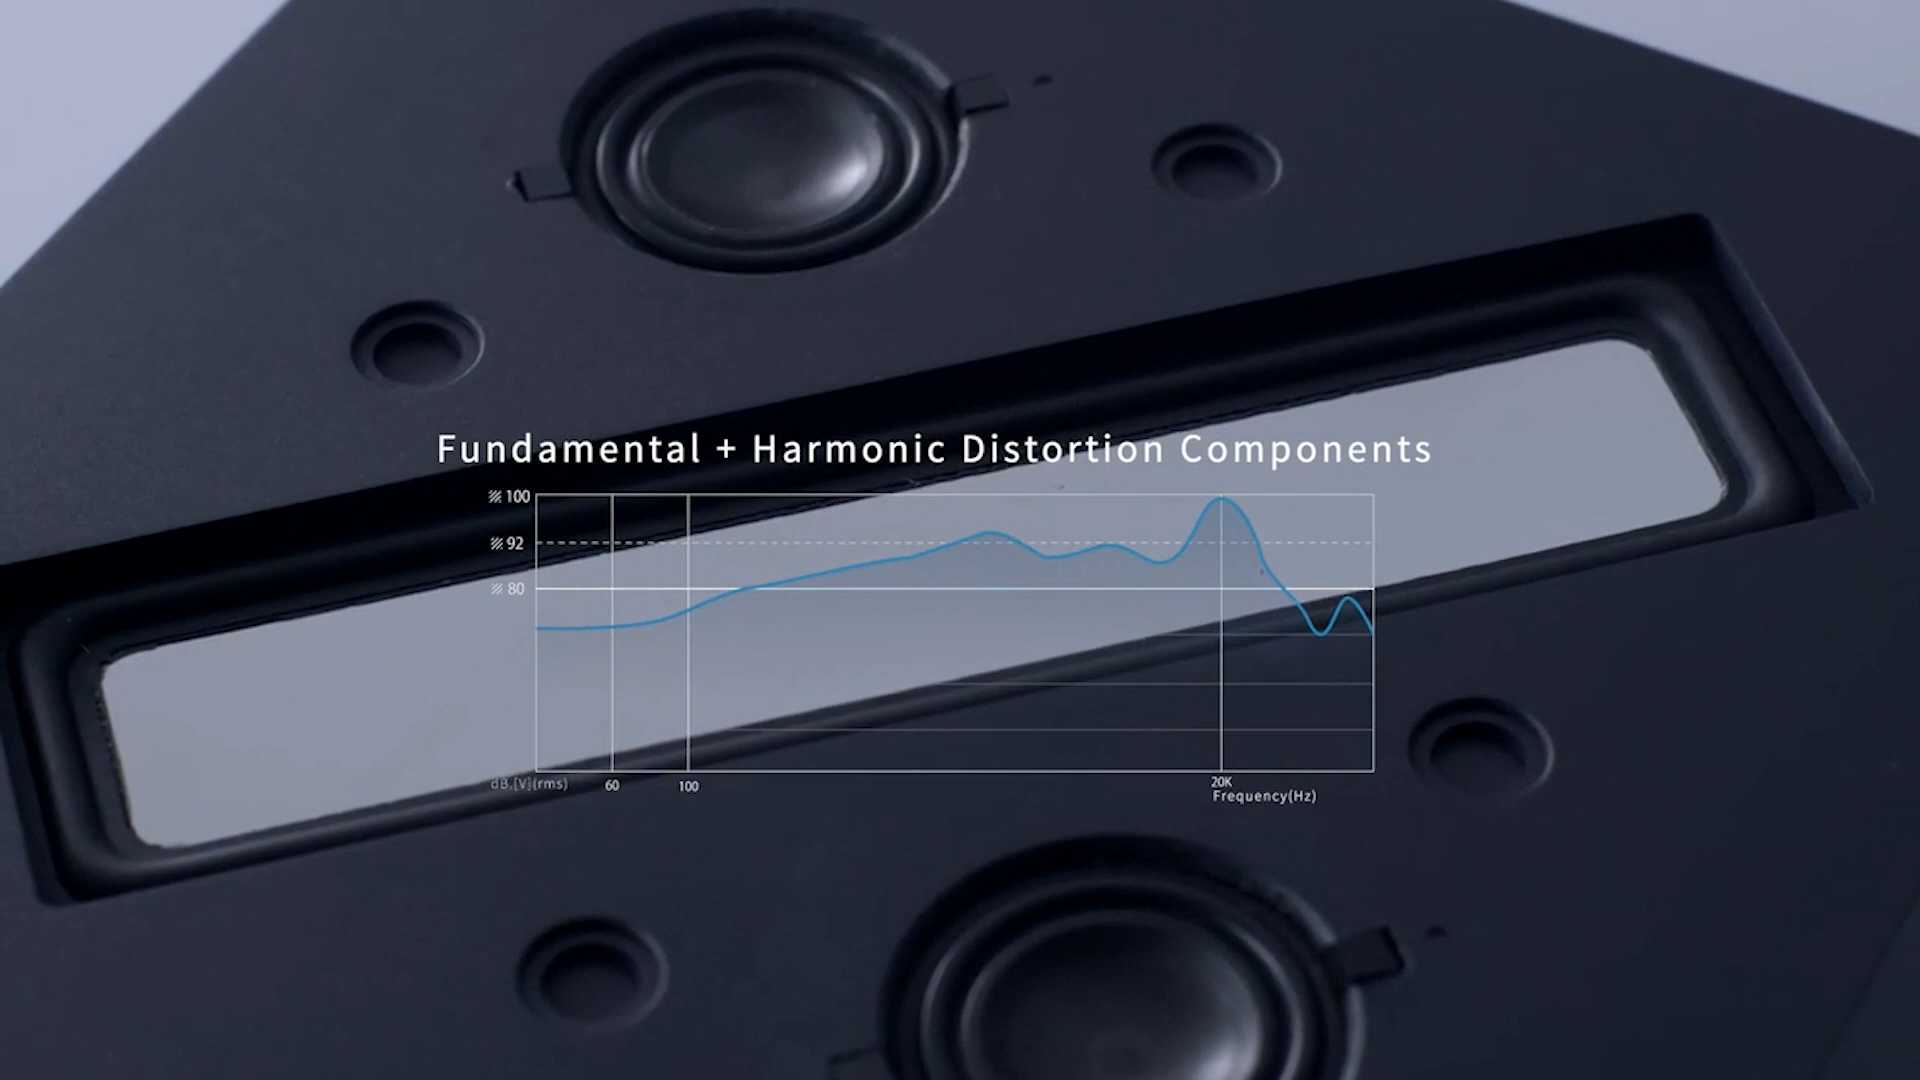 Fundamental + Harmonic Distortion Components
100
92
80
dB.[V](rms)
60
100
20K
Frequency(Hz)